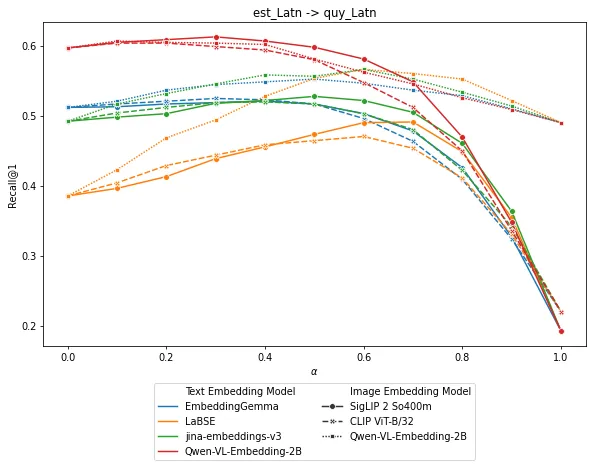 est_Latn -> quy_Latn
Recall@1
0.6
0.5
0.4
0.3
0.2
0.0
0.2
0.4
0.6
0.8
1.0
α
Text Embedding Model
EmbeddingGemma
LaBSE
jina-embeddings-v3
Qwen-VL-Embedding-2B
Image Embedding Model
SigLIP 2 So400m
CLIP ViT-B/32
Qwen-VL-Embedding-2B